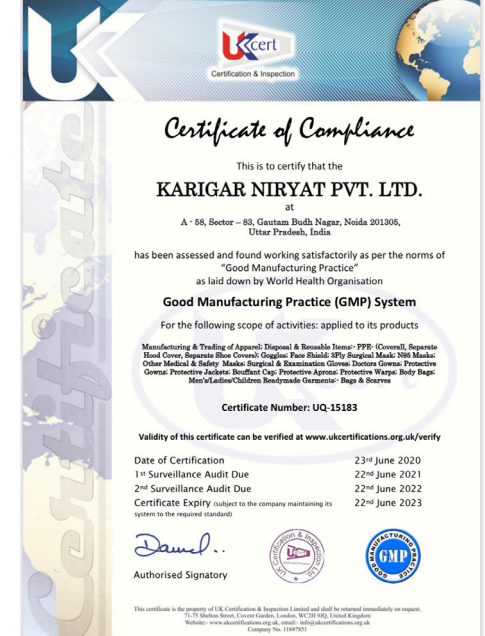 UK
UKcert
Certification & Inspection
Certificate
Certificate of Compliance
This is to certify that the
KARIGAR NIRYAT PVT. LTD.
at
A - 58, Sector – 83, Gautam Budh Nagar, Noida 201305,
Uttar Pradesh, India
has been assessed and found working satisfactorily as per the norms of
“Good Manufacturing Practice”
as laid down by World Health Organisation
Good Manufacturing Practice (GMP) System
For the following scope of activities: applied to its products
Manufacturing & Trading of Apparel; Disposal & Reusable Items:- PPE- (Coverall, Separate
Hood Cover, Separate Shoe Covers); Goggles; Face Shield; 3Ply Surgical Mask; N95 Masks;
Other Medical & Safety Masks; Surgical & Examination Gloves; Doctors Gowns; Protective
Gowns; Protective Jackets; Bouffant Cap; Protective Aprons; Protective Warps; Body Bags;
Men's/Ladies/Children Readymade Garments:- Bags & Scarves
Certificate Number: UQ-15183
Validity of this certificate can be verified at www.ukcertifications.org.uk/verify
Date of Certification 23rd June 2020
1st Surveillance Audit Due 22nd June 2021
2nd Surveillance Audit Due 22nd June 2022
Certificate Expiry (subject to the company maintaining its 22nd June 2023
system to the required standard)
Authorised Signatory
UK Certification & Inspection Ltd
GOOD MANUFACTURING PRACTICE
GMP
This certificate is the property of UK Certification & Inspection Limited and shall be returned immediately on request.
71-75 Shelton Street, Covent Garden, London, WC2H 9JQ, United Kingdom
Website:- www.ukcertifications.org.uk, email:- info@ukcertifications.org.uk
Company No. 11847851